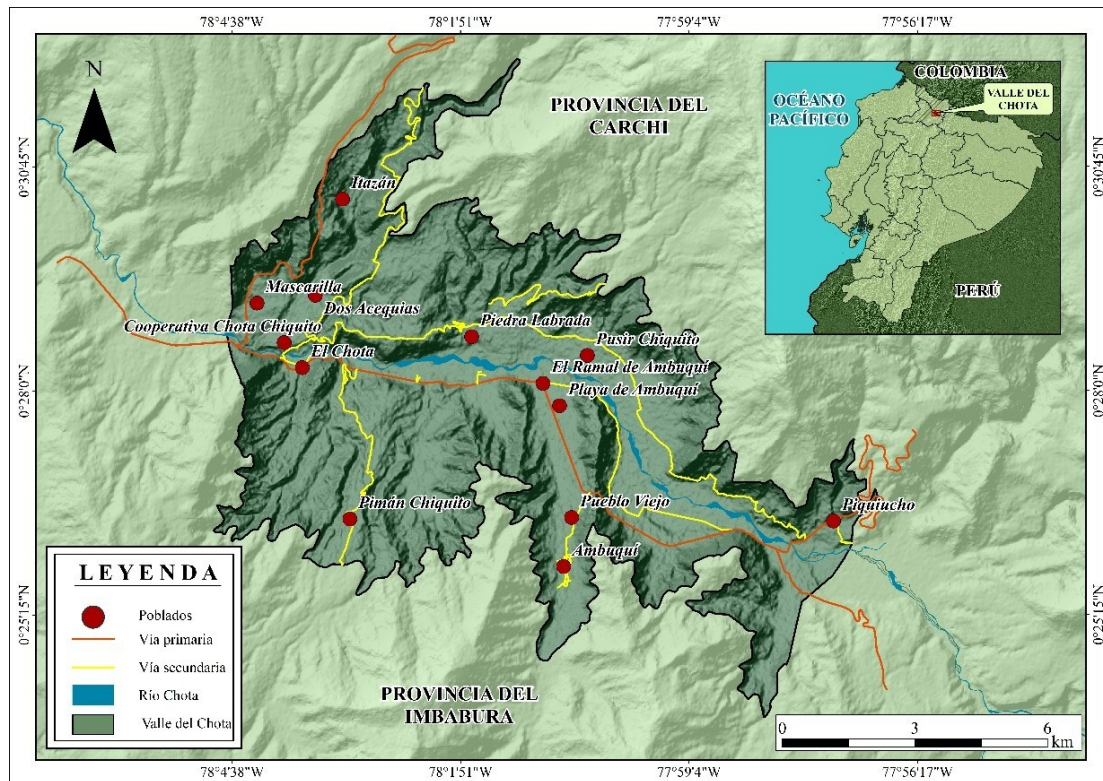 78°4'38"W 78°1'51"W 77°59'4"W 77°56'17"W
N
PROVINCIA DEL
CARCHI
COLOMBIA
VALLE DEL
CHOTA
OCÉANO
PACÍFICO
PERÚ
0°30'45"N
0°30'45"N
Itazán
Mascarilla
Dos Acequias
Cooperativa Chota Chiquito
El Chota
Piedra Labrada
Pusir Chiquito
El Ramal de Ambuquí
Playa de Ambuquí
0°28'0"N
0°28'0"N
Pimán Chiquito
Pueblo Viejo
Piquiucho
Ambuquí
0°25'15"N
0°25'15"N
LEYENDA
Poblados
Vía primaria
Vía secundaria
Río Chota
Valle del Chota
PROVINCIA DEL
IMBABURA
0 3 6
km
78°4'38"W 78°1'51"W 77°59'4"W 77°56'17"W